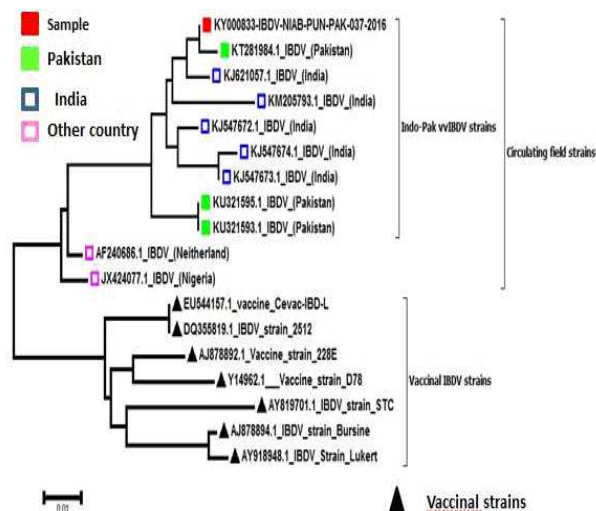 Sample
Pakistan
India
Other country
KY000833-IBDV-NIAB-PUN-PAK-037-2016
KT281984.1_IBDV_(Pakistan)
KJ621057.1_IBDV_(India)
KM205793.1_IBDV_(India)
KJ547672.1_IBDV_(India)
KJ547674.1_IBDV_(India)
KJ547673.1_IBDV_(India)
KU321595.1_IBDV_(Pakistan)
KU321593.1_IBDV_(Pakistan)
AF240686.1_IBDV_(Neitherland)
JX424077.1_IBDV_(Nigeria)
EU544157.1_vaccine_Cevac-IBD-L
DQ355819.1_IBDV_strain_2512
AJ878892.1_Vaccine_strain_228E
Y14962.1___Vaccine_strain_D78
AY819701.1_IBDV_strain_STC
AJ878894.1_IBDV_strain_Bursine
AY918948.1_IBDV_Strain_Lukert
Indo-Pak vvIBDV strains
Circulating field strains
Vaccinal IBDV strains
0.01
Vaccinal strains